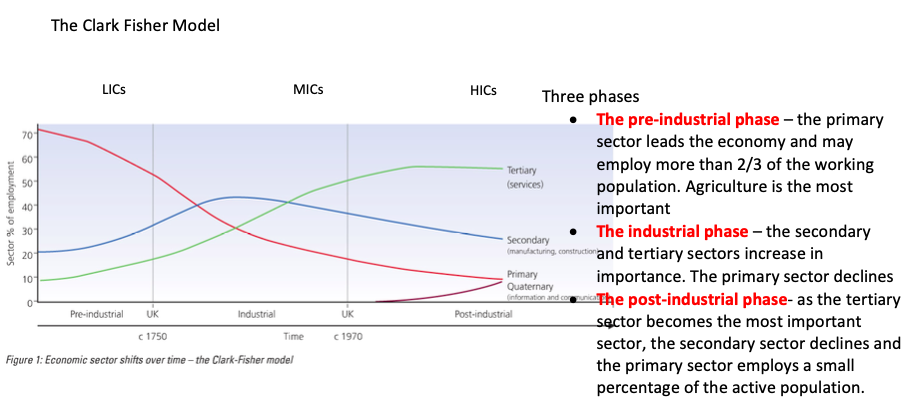 The Clark Fisher Model
LICs
MICs
HICs
70
60
50
40
30
20
10
0
Sector % of employment
Tertiary
(services)
Secondary
(manufacturing, construction)
Primary
Quaternary
(information and communica
Pre-industrial
UK
Industrial
UK
Post-industrial
c 1750
Time
c 1970
Figure 1: Economic sector shifts over time – the Clark-Fisher model
Three phases
• The pre-industrial phase – the primary
sector leads the economy and may
employ more than 2/3 of the working
population. Agriculture is the most
important
• The industrial phase – the secondary
and tertiary sectors increase in
importance. The primary sector declines
• The post-industrial phase- as the tertiary
sector becomes the most important
sector, the secondary sector declines and
the primary sector employs a small
percentage of the active population.